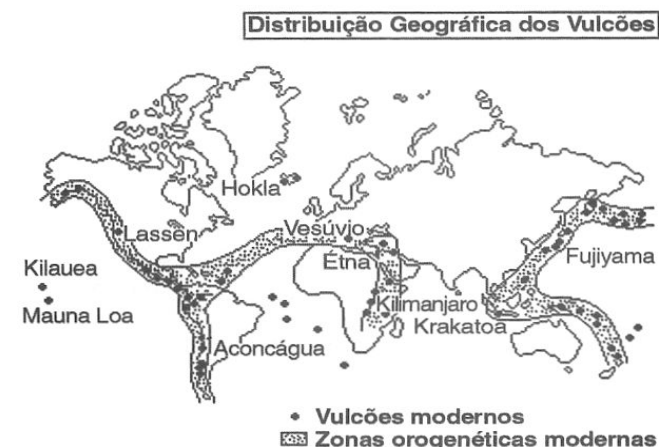 Distribuição Geográfica dos Vulcões
Hokla
Lassen
Vesúvio
Etna
Fujiyama
Kilauea
Kilimanjaro
Mauna Loa
Krakatoa
Aconcágua
Vulcões modernos
Zonas orogenéticas modernas